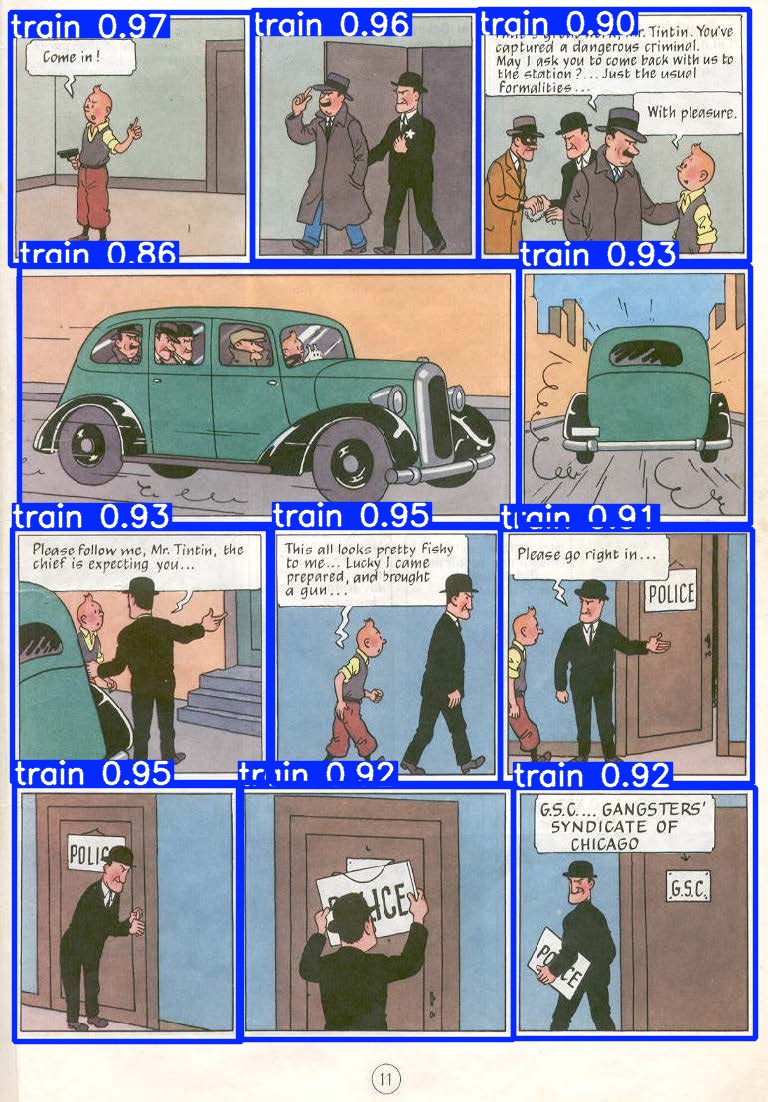 train 0.97
Come in!
train 0.96
train 0.90
Mr. Tintin. You've
captured a dangerous criminal.
May I ask you to come back with us to
the station?... Just the usual
formalities...
With pleasure.
train 0.86
train 0.93
train 0.93
Please follow me, Mr. Tintin, the
chief is expecting you...
train 0.95
This all looks pretty fishy
to me... Lucky I came
prepared, and brought
a gun...
train 0.91
Please go right in...
POLICE
train 0.95
POLIC
train 0.92
POLICE
train 0.92
G.S.C.... GANGSTERS'
SYNDICATE OF
CHICAGO
G.S.C.
POLICE
11